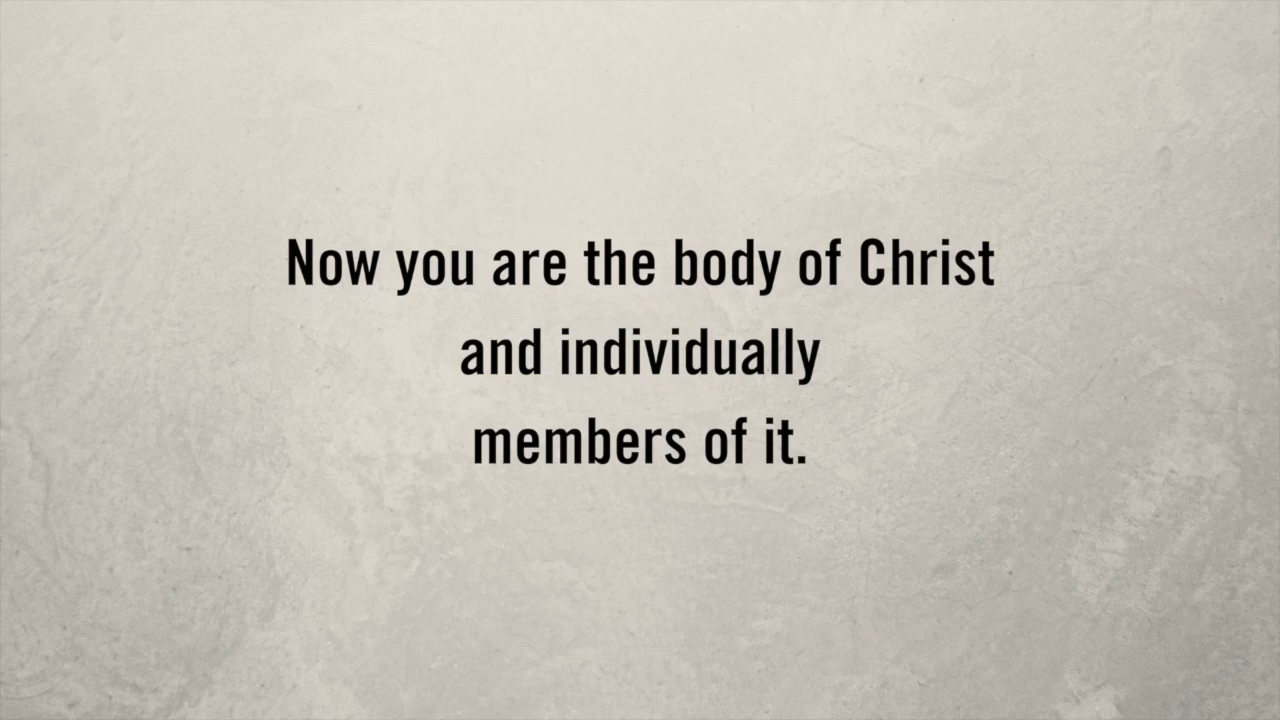 Now you are the body of Christ
and individually
members of it.